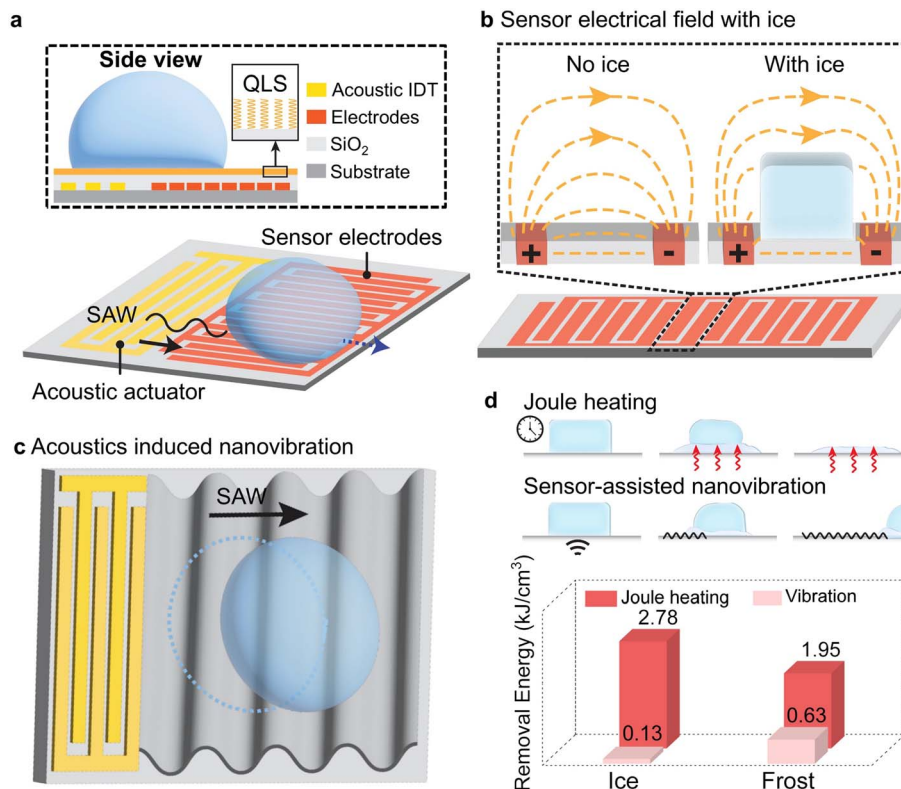 a
Side view
QLS
Acoustic IDT
Electrodes
SiO₂
Substrate
Sensor electrodes
SAW
Acoustic actuator
b Sensor electrical field with ice
No ice
With ice
+
-
+
-
c Acoustics induced nanovibration
SAW
d
Joule heating
Sensor-assisted nanovibration
Removal Energy (kJ/cm³)
Joule heating
Vibration
2.78
1.95
0.13
0.63
Ice
Frost